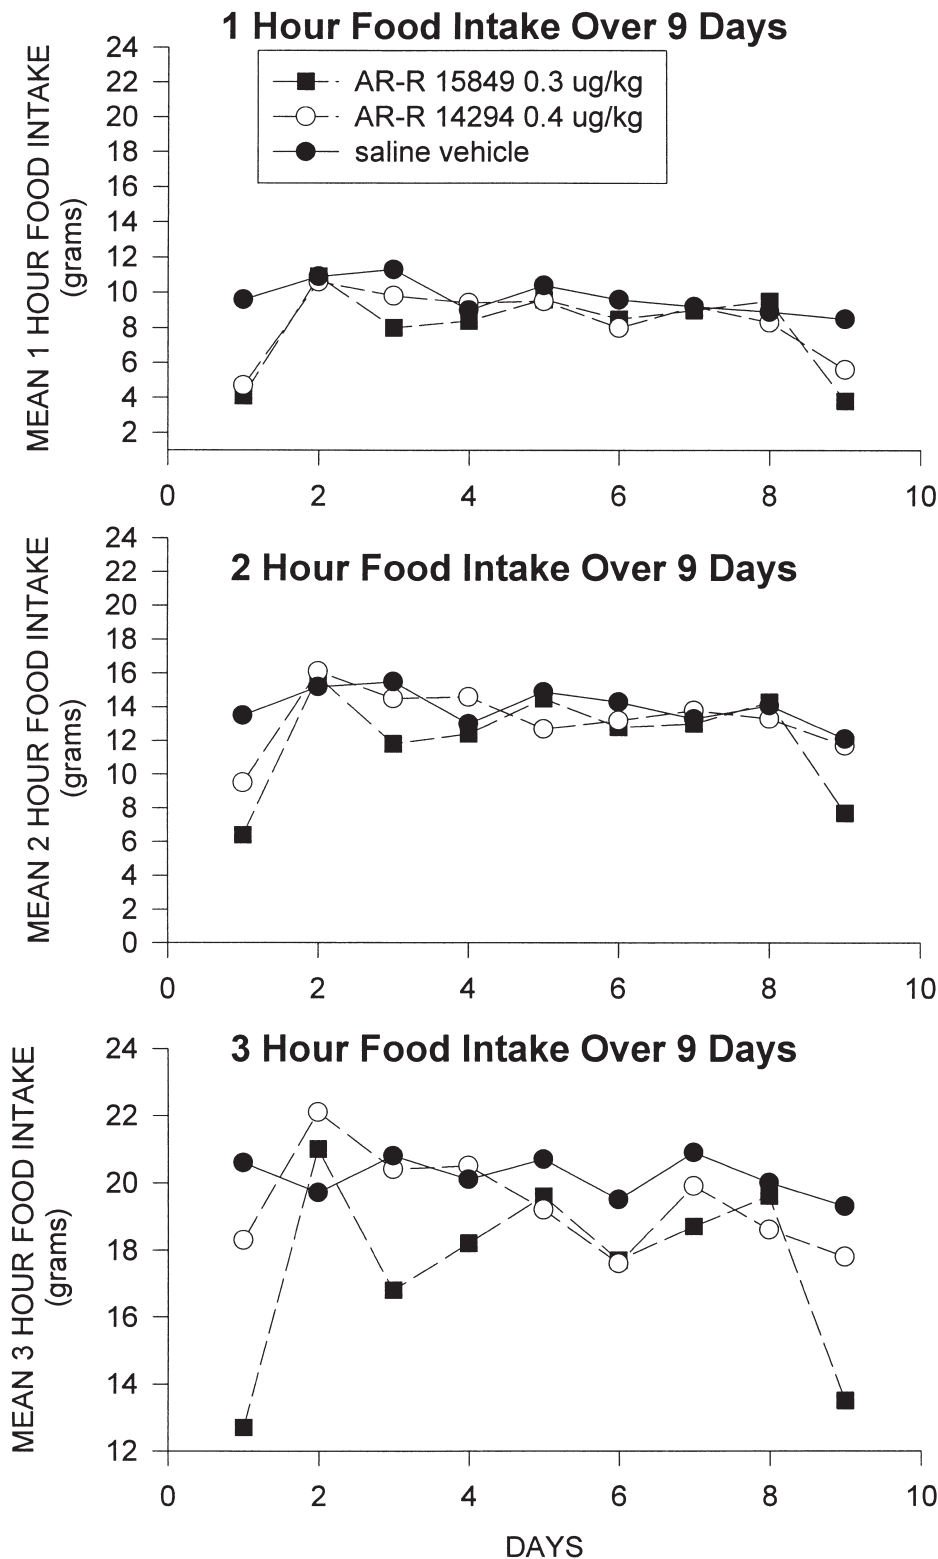 1 Hour Food Intake Over 9 Days
24
22
20
18
16
14
12
10
8
6
4
2
MEAN 1 HOUR FOOD INTAKE
(grams)
AR-R 15849 0.3 ug/kg
AR-R 14294 0.4 ug/kg
saline vehicle
0 2 4 6 8 10
2 Hour Food Intake Over 9 Days
24
22
20
18
16
14
12
10
8
6
4
2
0
MEAN 2 HOUR FOOD INTAKE
(grams)
0 2 4 6 8 10
3 Hour Food Intake Over 9 Days
24
22
20
18
16
14
12
MEAN 3 HOUR FOOD INTAKE
(grams)
0 2 4 6 8 10
DAYS